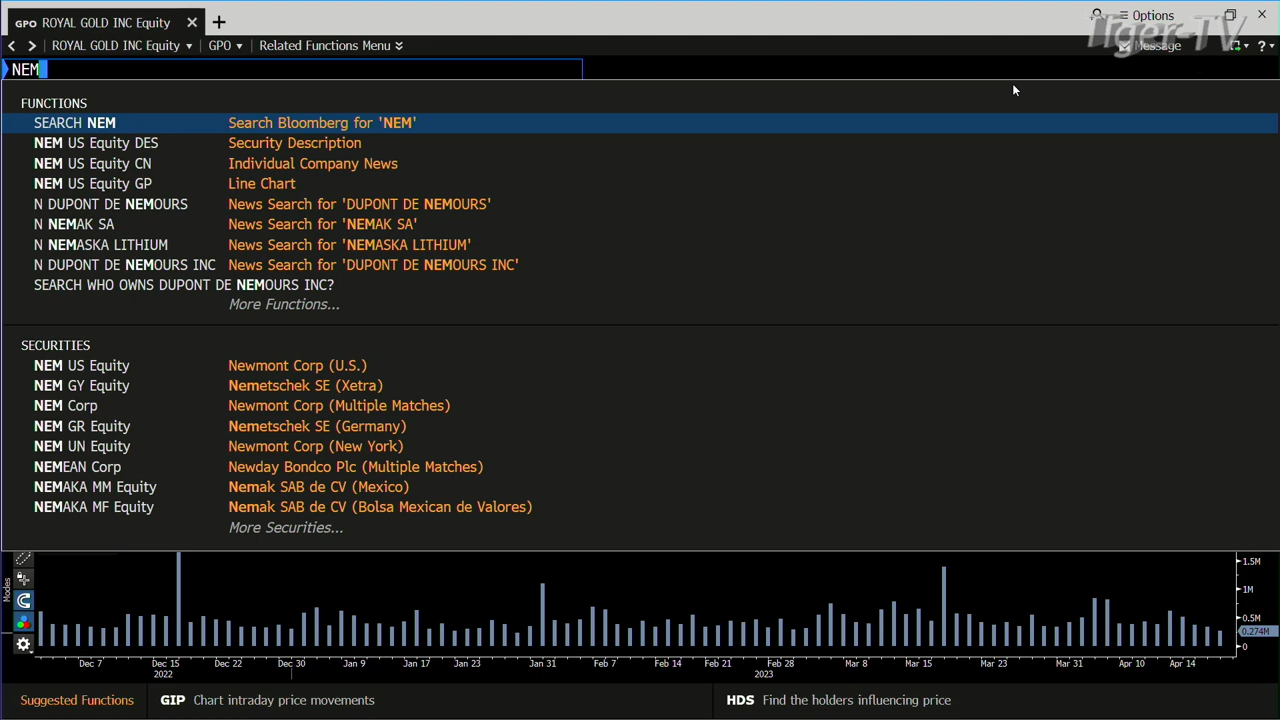 GPO ROYAL GOLD INC Equity
Options
ROYAL GOLD INC Equity GPO Related Functions Menu
Message ?
Tiger-TV
NEM
FUNCTIONS
SEARCH NEM Search Bloomberg for 'NEM'
NEM US Equity DES Security Description
NEM US Equity CN Individual Company News
NEM US Equity GP Line Chart
N DUPONT DE NEMOURS News Search for 'DUPONT DE NEMOURS'
N NEMAK SA News Search for 'NEMAK SA'
N NEMASKA LITHIUM News Search for 'NEMASKA LITHIUM'
N DUPONT DE NEMOURS INC News Search for 'DUPONT DE NEMOURS INC'
SEARCH WHO OWNS DUPONT DE NEMOURS INC?
More Functions...
SECURITIES
NEM US Equity Newmont Corp (U.S.)
NEM GY Equity Nemetschek SE (Xetra)
NEM Corp Newmont Corp (Multiple Matches)
NEM GR Equity Nemetschek SE (Germany)
NEM UN Equity Newmont Corp (New York)
NEMEAN Corp Newday Bondco Plc (Multiple Matches)
NEMAKA MM Equity Nemak SAB de CV (Mexico)
NEMAKA MF Equity Nemak SAB de CV (Bolsa Mexican de Valores)
More Securities...
Modes
1.5M
1M
0.5M
0.274M
0
Dec 7 Dec 15 Dec 22 Dec 30 Jan 9 Jan 17 Jan 23 Jan 31 Feb 7 Feb 14 Feb 21 Feb 28 Mar 8 Mar 15 Mar 23 Mar 31 Apr 10 Apr 14
2022 2023
Suggested Functions GIP Chart intraday price movements HDS Find the holders influencing price